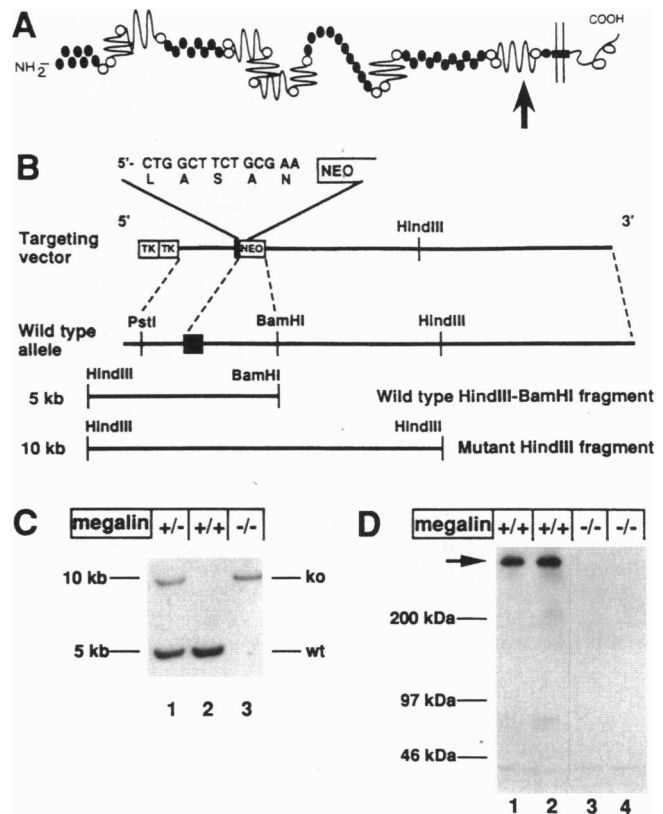 A
NH2-
COOH
B
5'- CTG GCT TCT GCG AA NEO
L A S A N
5' 3'
HindIII
Targeting vector
TK TK NEO
PstI BamHI HindIII
Wild type allele
HindIII BamHI
5 kb Wild type HindIII-BamHI fragment
HindIII HindIII
10 kb Mutant HindIII fragment
C
megalin +/- +/+ -/-
10 kb ko
5 kb wt
1 2 3
D
megalin +/+ +/+ -/- -/-
200 kDa
97 kDa
46 kDa
1 2 3 4